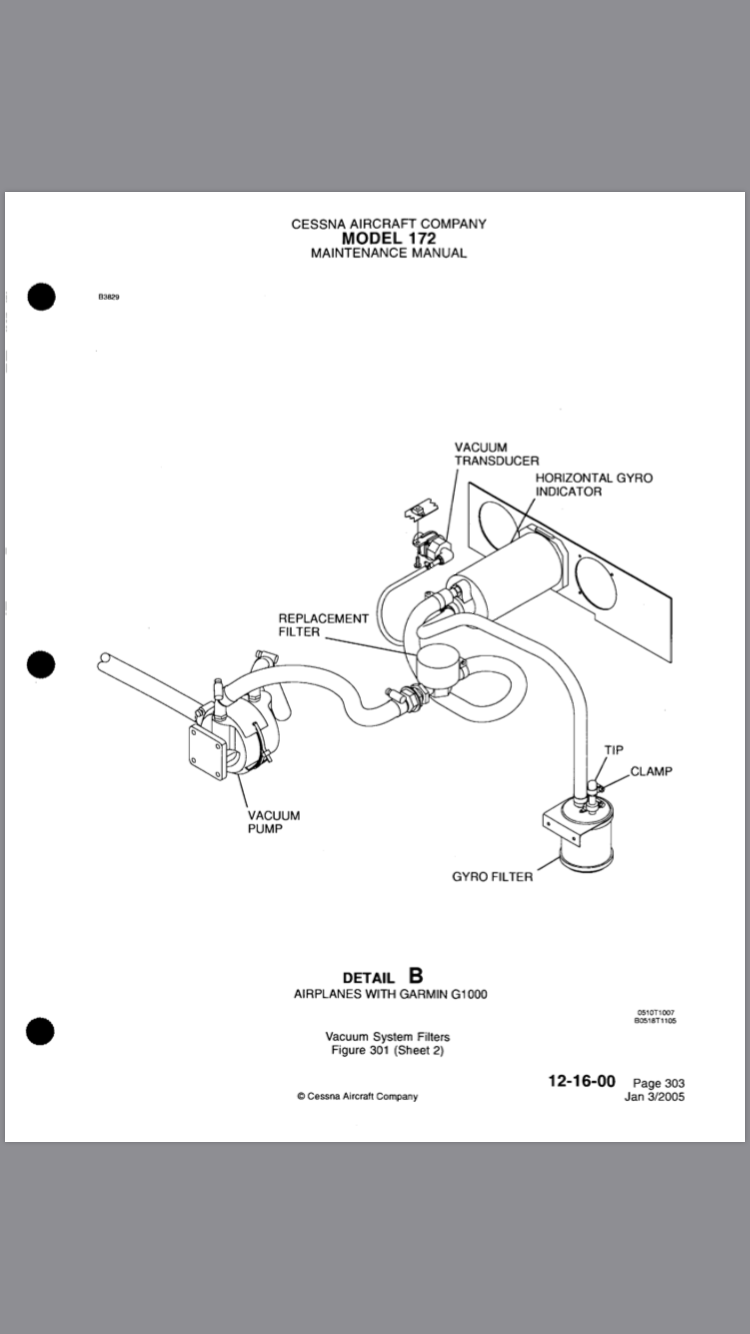 CESSNA AIRCRAFT COMPANY
MODEL 172
MAINTENANCE MANUAL
B3829
VACUUM
TRANSDUCER
HORIZONTAL GYRO
INDICATOR
REPLACEMENT
FILTER
TIP
CLAMP
VACUUM
PUMP
GYRO FILTER
DETAIL B
AIRPLANES WITH GARMIN G1000
0510T1007
B0518T1105
Vacuum System Filters
Figure 301 (Sheet 2)
12-16-00 Page 303
© Cessna Aircraft Company Jan 3/2005